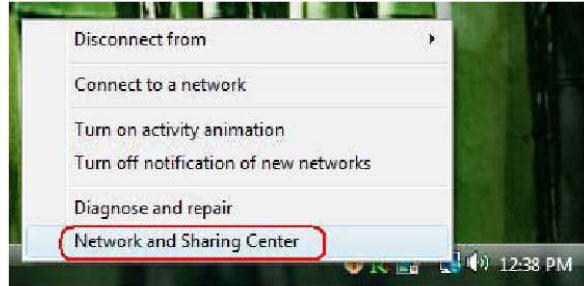 Disconnect from
Connect to a network
Turn on activity animation
Turn off notification of new networks
Diagnose and repair
Network and Sharing Center
12:38 PM